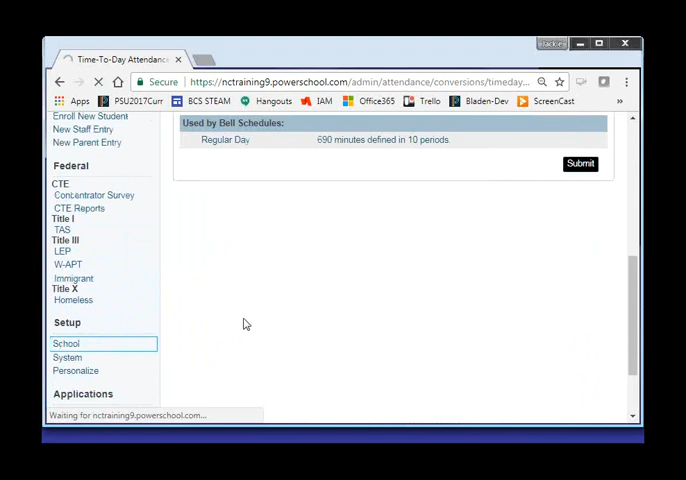 Jackie
Time-To-Day Attendance
Secure
https://nctraining9.powerschool.com/admin/attendance/conversions/timeday...
Apps PSU2017Curr BCS STEAM Hangouts IAM Office365 Trello Bladen-Dev ScreenCast »
Enroll New Student
New Staff Entry
New Parent Entry
Federal
CTE
Concentrator Survey
CTE Reports
Title I
TAS
Title III
LEP
W-APT
Immigrant
Title X
Homeless
Setup
School
System
Personalize
Applications
Used by Bell Schedules:
Regular Day 690 minutes defined in 10 periods.
Submit
Waiting for nctraining9.powerschool.com...